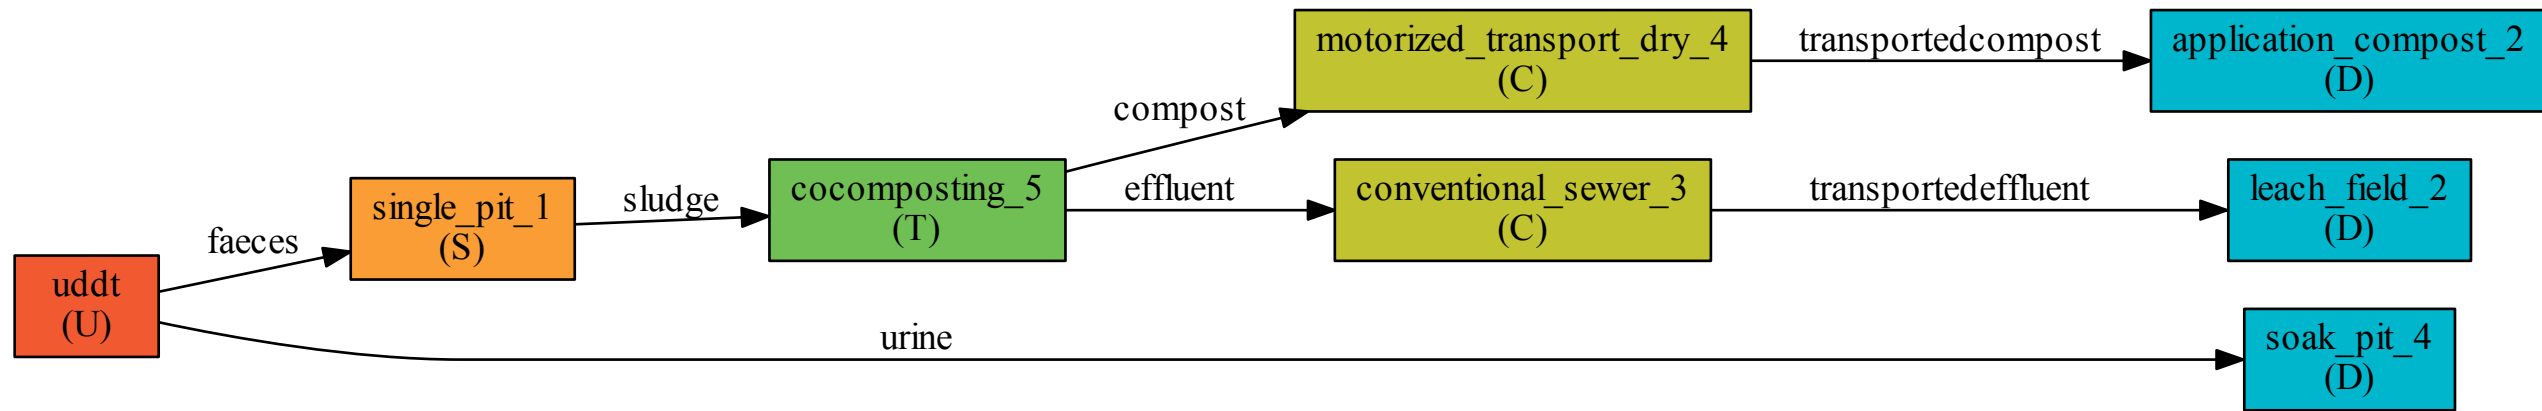 motorized_transport_dry_4
(C)
transportedcompost
application_compost_2
(D)
compost
cocomposting_5
(T)
effluent
conventional_sewer_3
(C)
transportedeffluent
leach_field_2
(D)
single_pit_1
(S)
sludge
faeces
uddt
(U)
urine
soak_pit_4
(D)